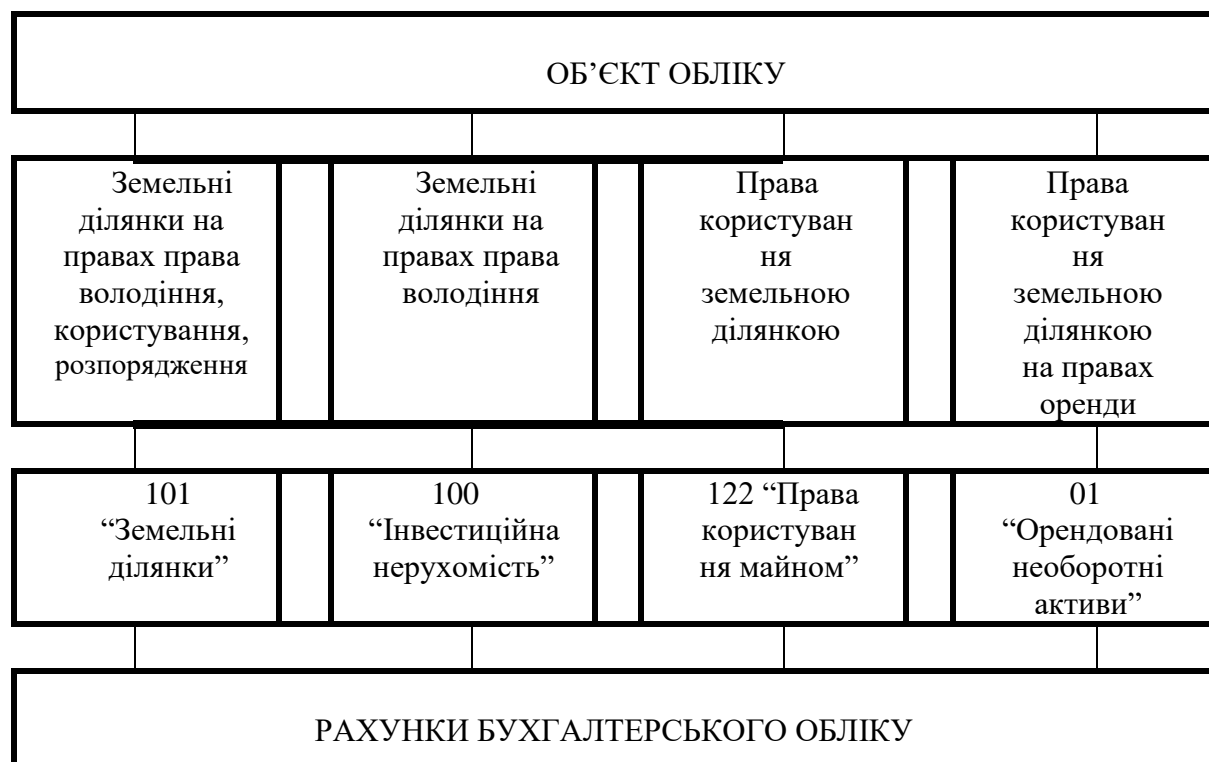 ОБ’ЄКТ ОБЛІКУ
Земельні
ділянки на
правах права
володіння,
користування,
розпорядження
Земельні
ділянки на
правах права
володіння
Права
користуван
ня
земельною
ділянкою
Права
користуван
ня
земельною
ділянкою
на правах
оренди
101
“Земельні
ділянки”
100
“Інвестиційна
нерухомість”
122 “Права
користуван
ня майном”
01
“Орендовані
необоротні
активи”
РАХУНКИ БУХГАЛТЕРСЬКОГО ОБЛІКУ